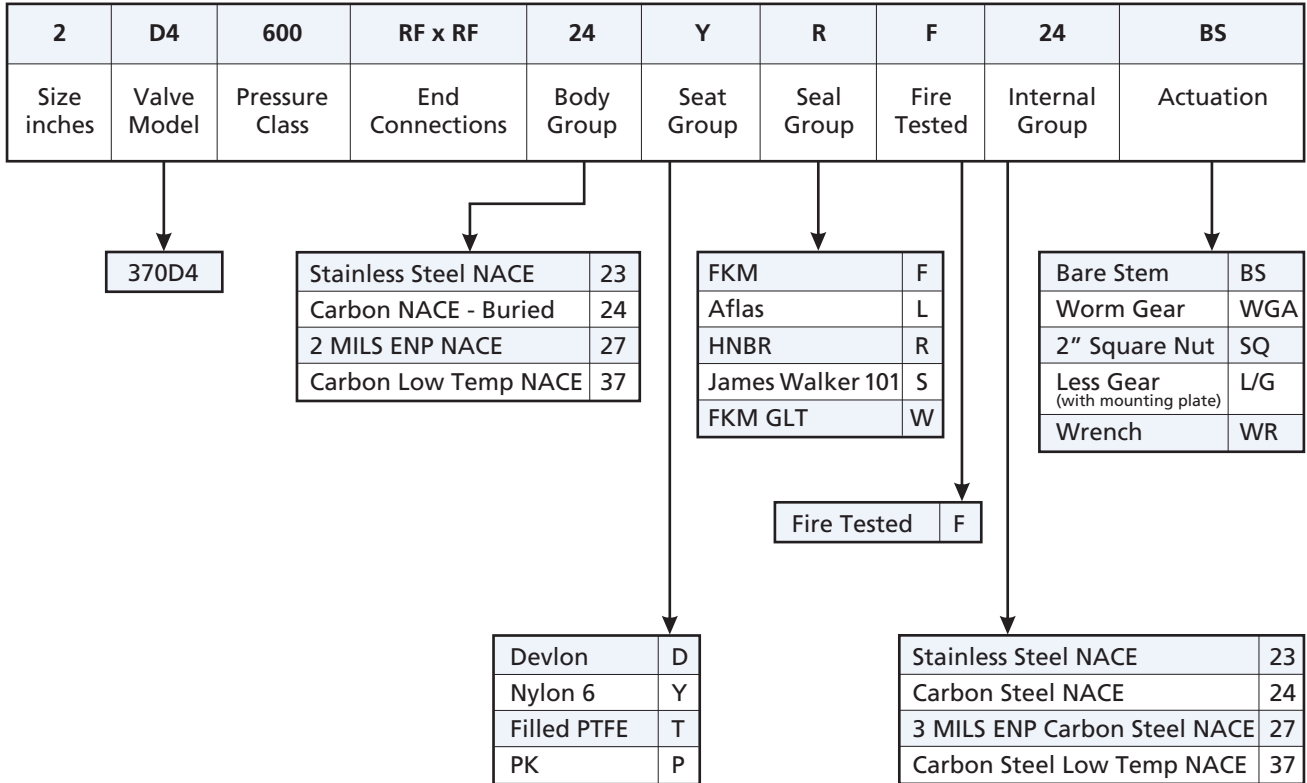 2 D4 600 RF x RF 24 Y R F 24 BS
Size inches Valve Model Pressure Class End Connections Body Group Seat Group Seal Group Fire Tested Internal Group Actuation
370D4
Stainless Steel NACE 23
Carbon NACE - Buried 24
2 MILS ENP NACE 27
Carbon Low Temp NACE 37
FKM F
Aflas L
HNBR R
James Walker 101 S
FKM GLT W
Bare Stem BS
Worm Gear WGA
2" Square Nut SQ
Less Gear L/G
(with mounting plate)
Wrench WR
Fire Tested F
Devlon D
Nylon 6 Y
Filled PTFE T
PK P
Stainless Steel NACE 23
Carbon Steel NACE 24
3 MILS ENP Carbon Steel NACE 27
Carbon Steel Low Temp NACE 37